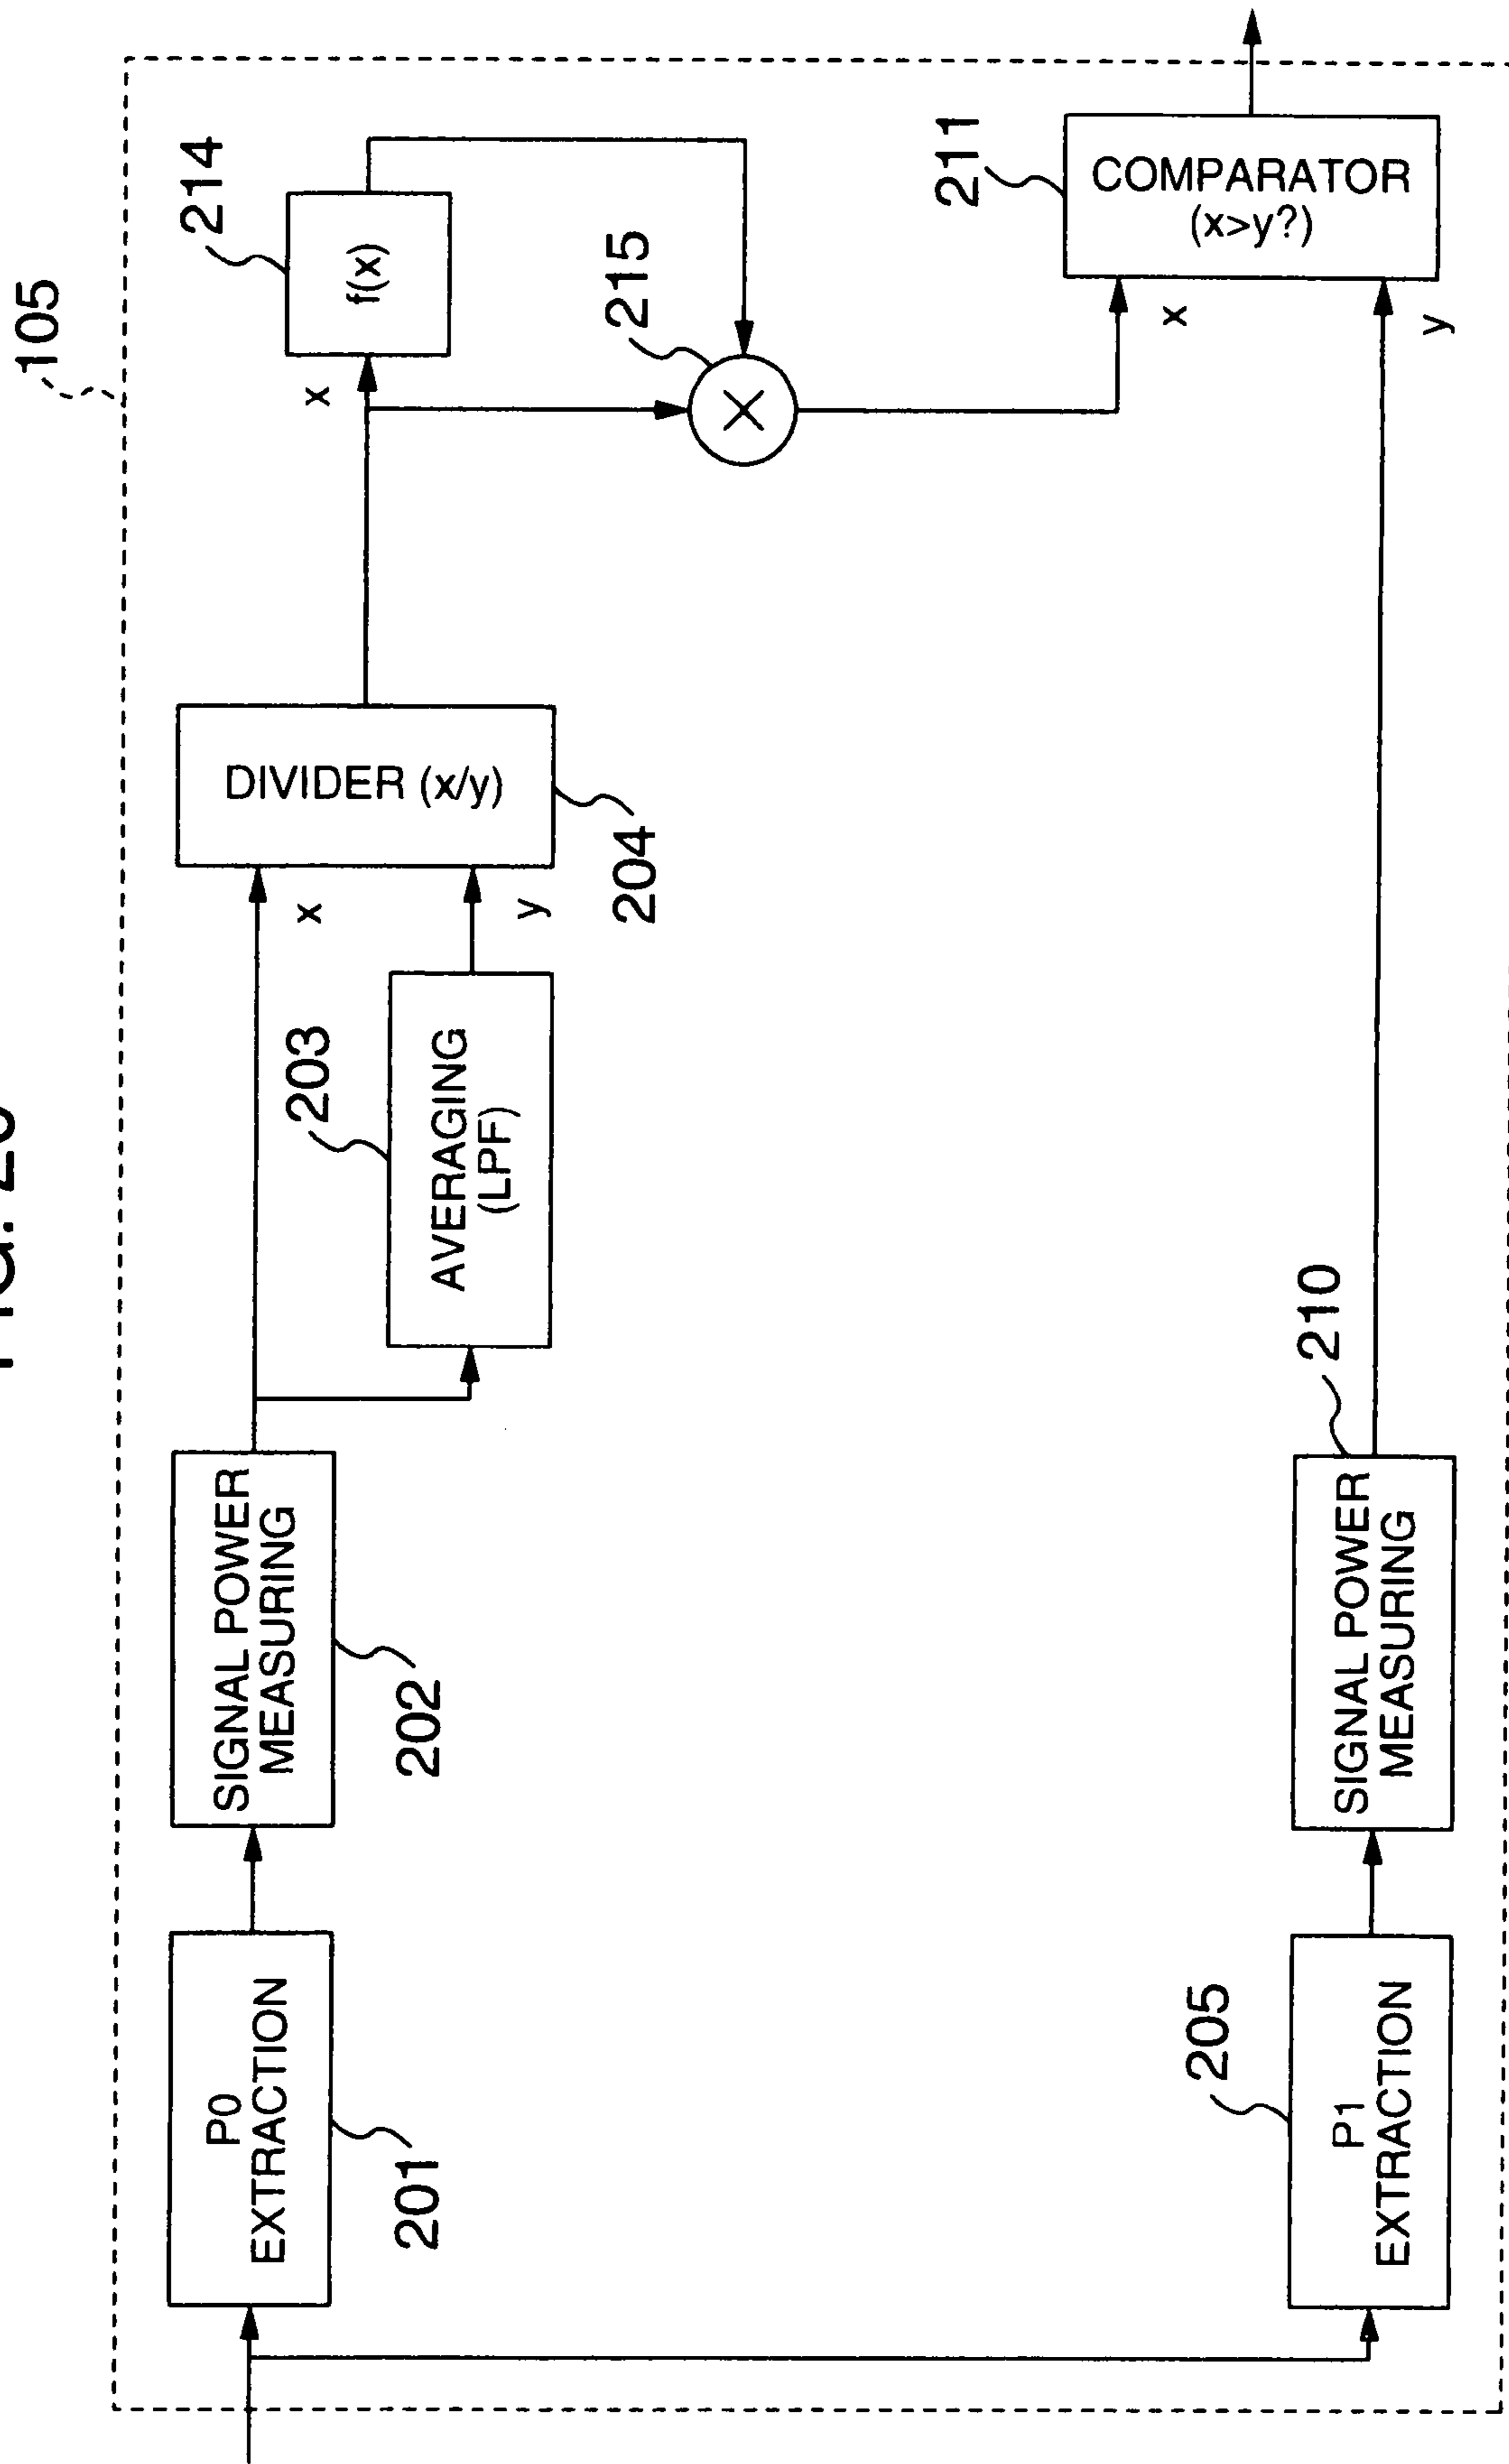 FIG.
105
P0
EXTRACTION
201
SIGNAL POWER
MEASURING
202
AVERAGING
(LPF)
203
x
y
DIVIDER (x/y)
204
x
f(x)
214
215
P1
EXTRACTION
205
SIGNAL POWER
MEASURING
210
x
y
COMPARATOR
(x>y?)
211